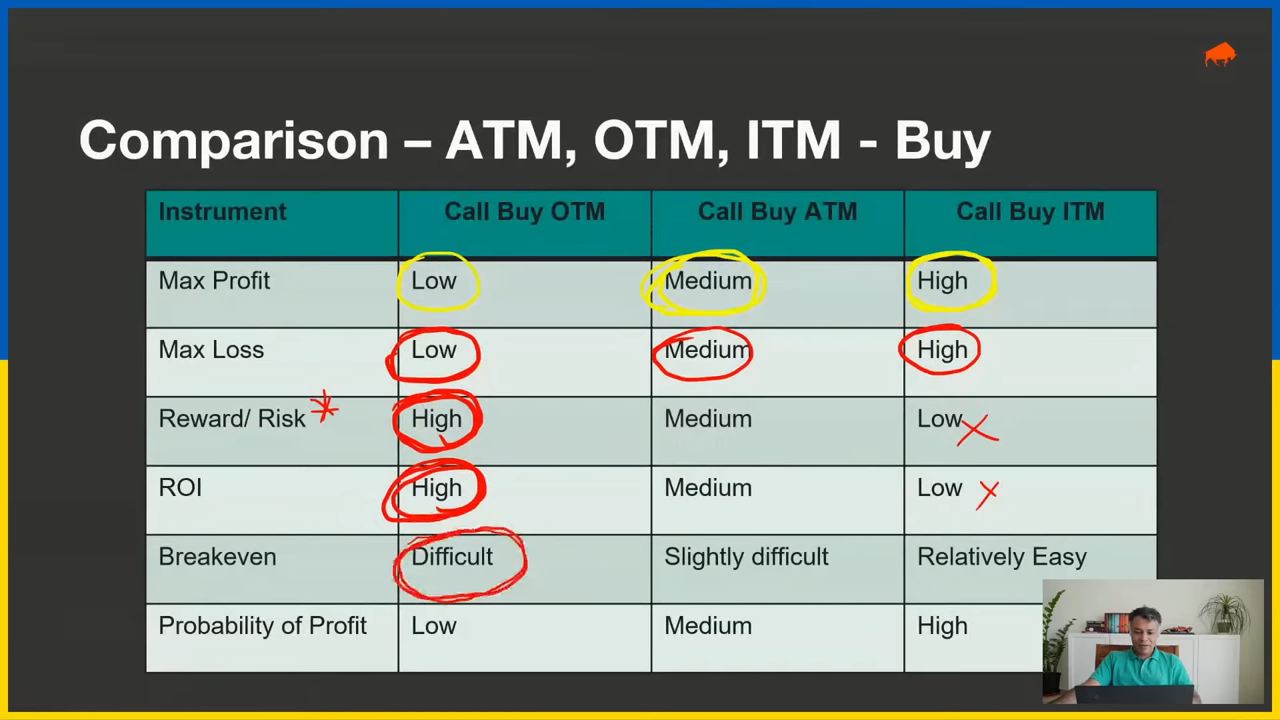 Comparison – ATM, OTM, ITM - Buy
Instrument Call Buy OTM Call Buy ATM Call Buy ITM
Max Profit Low Medium High
Max Loss Low Medium High
Reward/ Risk * High Medium Low
ROI High Medium Low
Breakeven Difficult Slightly difficult Relatively Easy
Probability of Profit Low Medium High